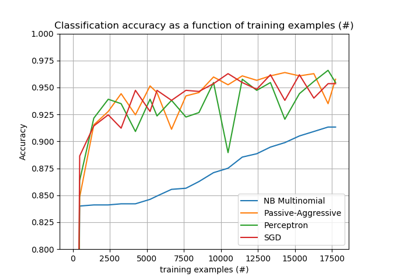 Classification accuracy as a function of training examples (#)
1.000
0.975
0.950
0.925
0.900
0.875
0.850
0.825
0.800
Accuracy
NB Multinomial
Passive-Aggressive
Perceptron
SGD
0 2500 5000 7500 10000 12500 15000 17500
training examples (#)